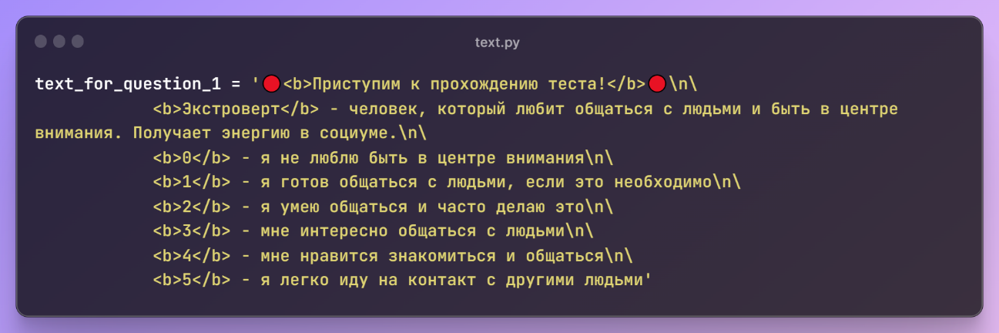 text.py
text_for_question_1 = '🔴<b>Приступим к прохождению теста!</b>🔴\n\
<b>Экстроверт</b> - человек, который любит общаться с людьми и быть в центре
внимания. Получает энергию в социуме.\n\
<b>0</b> - я не люблю быть в центре внимания\n\
<b>1</b> - я готов общаться с людьми, если это необходимо\n\
<b>2</b> - я умею общаться и часто делаю это\n\
<b>3</b> - мне интересно общаться с людьми\n\
<b>4</b> - мне нравится знакомиться и общаться\n\
<b>5</b> - я легко иду на контакт с другими людьми'